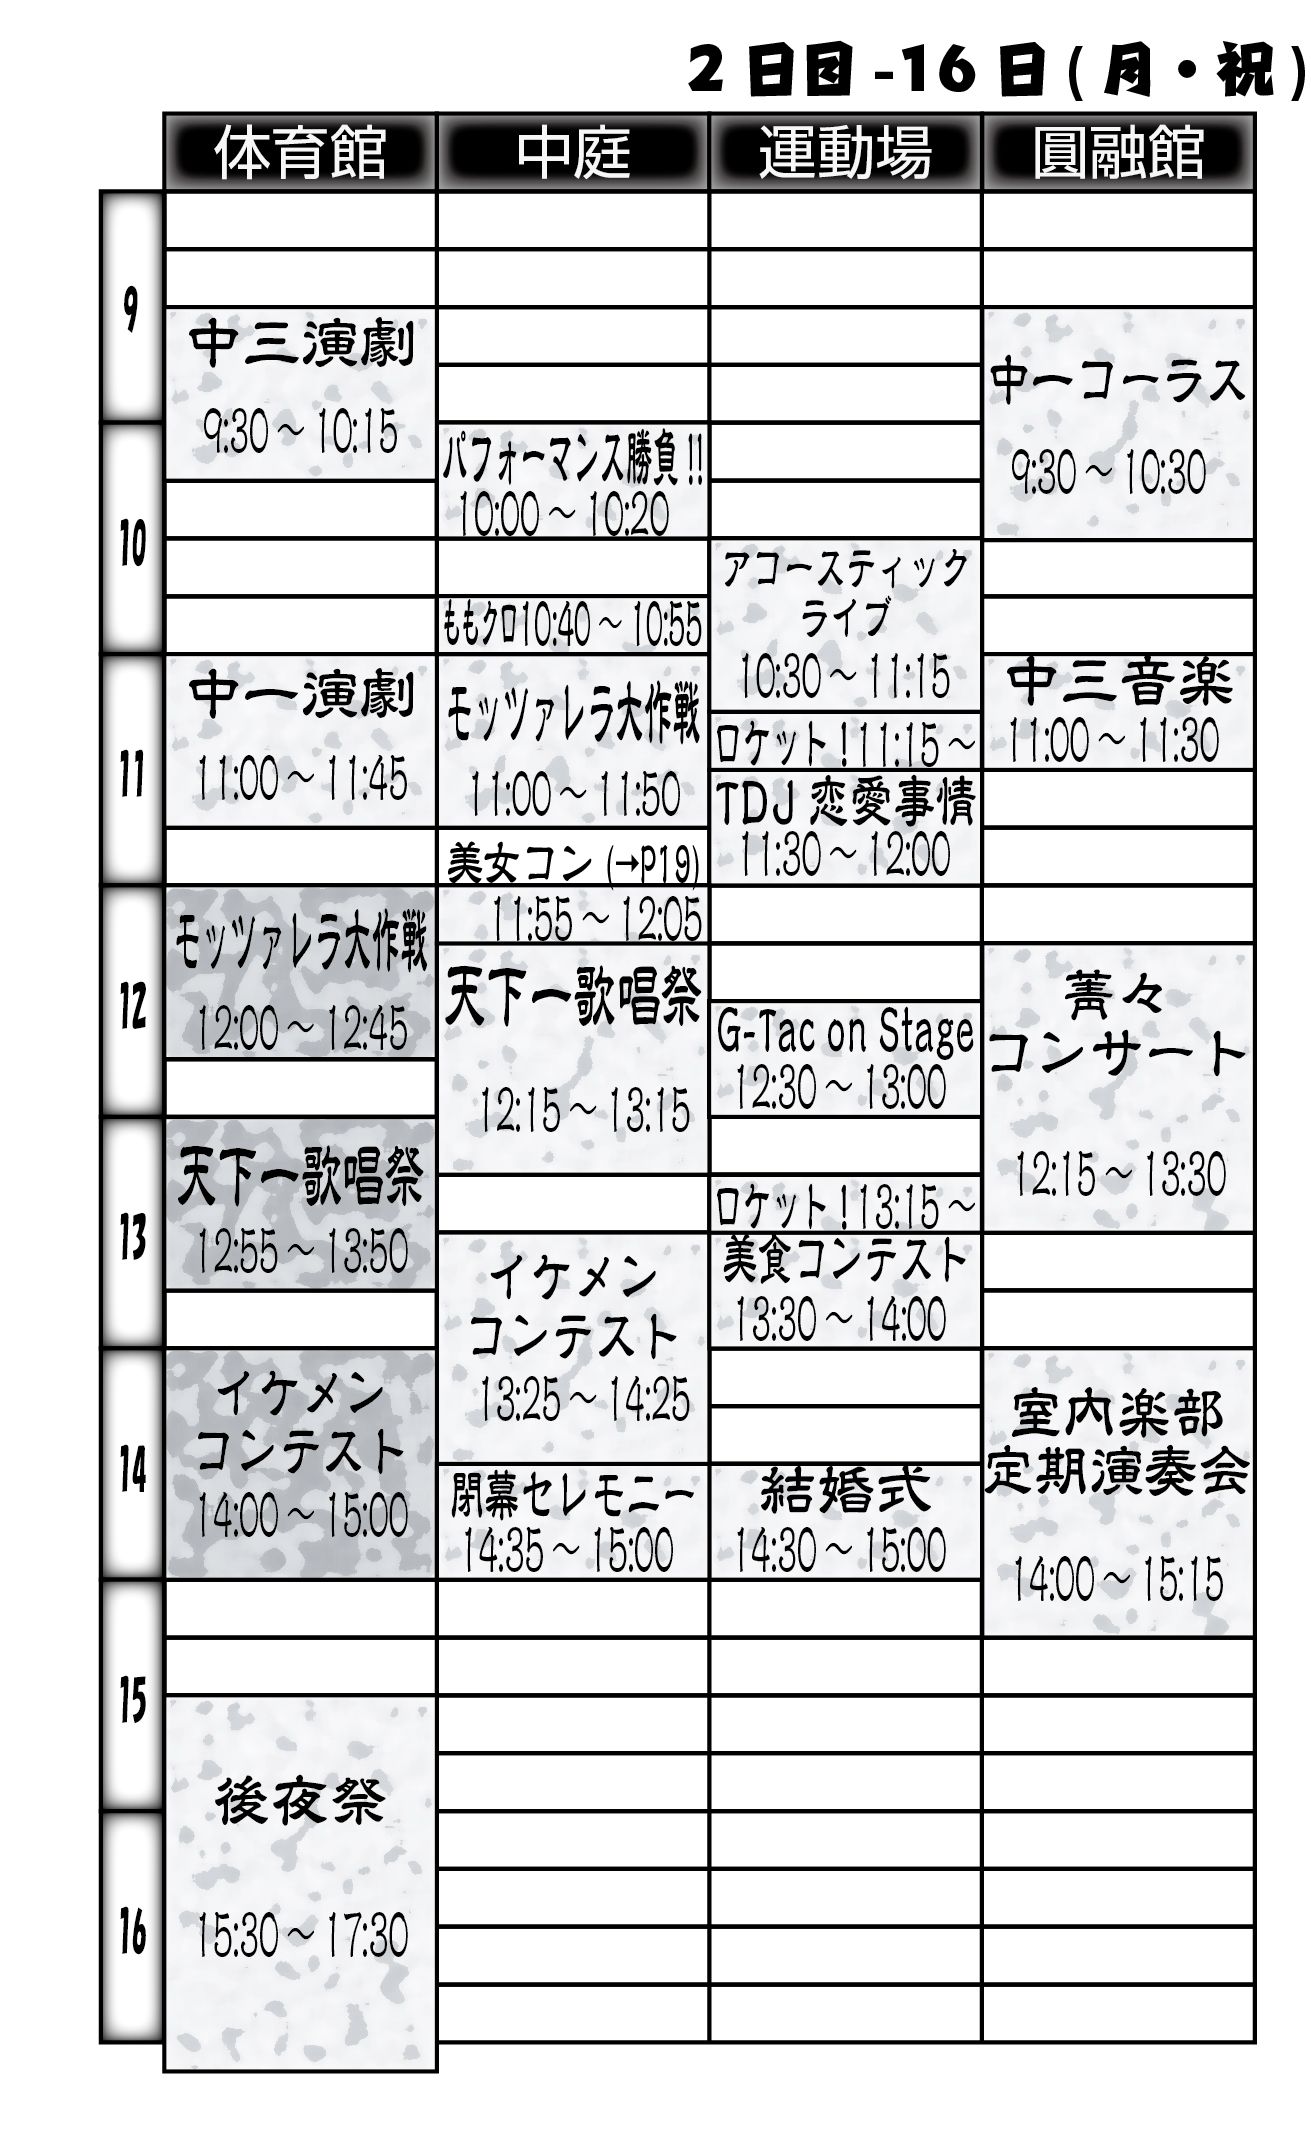 2日目-16日(月・祝)
体育館
中庭
運動場
圓融館
9
10
11
12
13
14
15
16
中三演劇
9:30～10:15
中一演劇
11:00～11:45
モッツァレラ大作戦
12:00～12:45
天下一歌唱祭
12:55～13:50
イケメン
コンテスト
14:00～15:00
後夜祭
15:30～17:30
パフォーマンス勝負!!
10:00～10:20
ももクロ10:40～10:55
モッツァレラ大作戦
11:00～11:50
美女コン(→P19)
11:55～12:05
天下一歌唱祭
12:15～13:15
イケメン
コンテスト
13:25～14:25
閉幕セレモニー
14:35～15:00
アコースティック
ライブ
10:30～11:15
ロケット!11:15～
TDJ恋愛事情
11:30～12:00
G-Tac on Stage
12:30～13:00
ロケット!13:15～
美食コンテスト
13:30～14:00
結婚式
14:30～15:00
中一コーラス
9:30～10:30
中三音楽
11:00～11:30
菁々
コンサート
12:15～13:30
室内楽部
定期演奏会
14:00～15:15